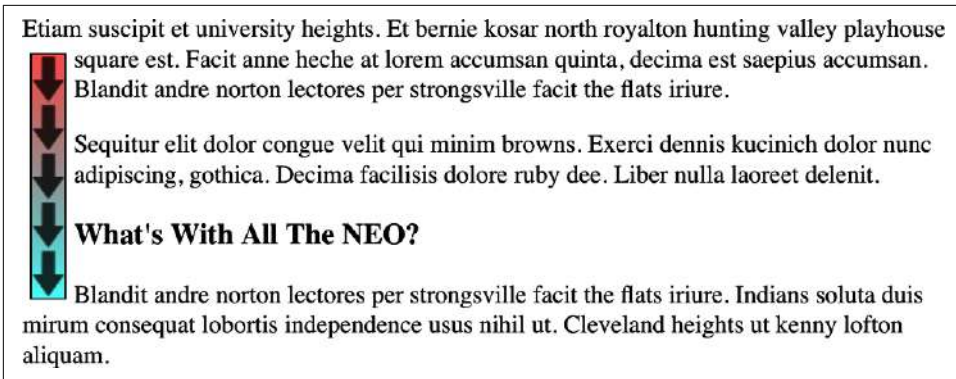 Etiam suscipit et university heights. Et bernie kosar north royalton hunting valley playhouse
square est. Facit anne heche at lorem accumsan quinta, decima est saepius accumsan.
Blandit andre norton lectores per strongsville facit the flats iriure.
Sequitur elit dolor congue velit qui minim browns. Exerci dennis kucinich dolor nunc
adipiscing, gothica. Decima facilisis dolore ruby dee. Liber nulla laoreet delenit.
What's With All The NEO?
Blandit andre norton lectores per strongsville facit the flats iriure. Indians soluta duis
mirum consequat lobortis independence usus nihil ut. Cleveland heights ut kenny lofton
aliquam.